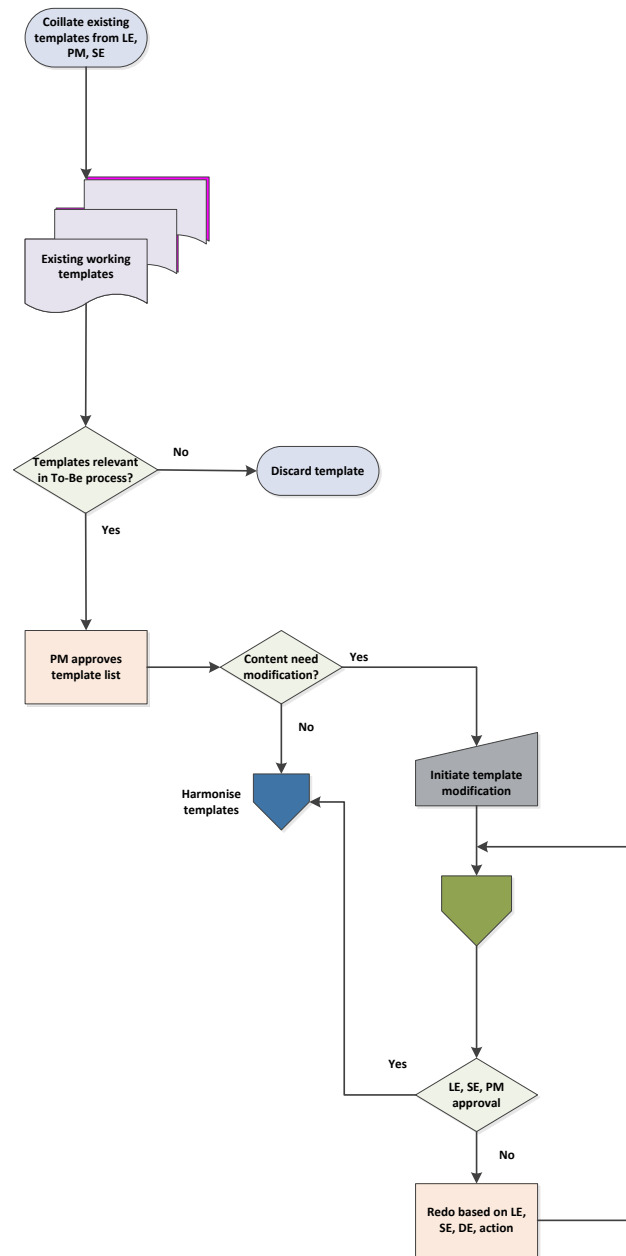 Coillate existing
templates from LE,
PM, SE
Existing working
templates
Templates relevant
in To-Be process?
No
Discard template
Yes
PM approves
template list
Content need
modification?
Yes
No
Initiate template
modification
Harmonise
templates
Yes
LE, SE, PM
approval
No
Redo based on LE,
SE, DE, action